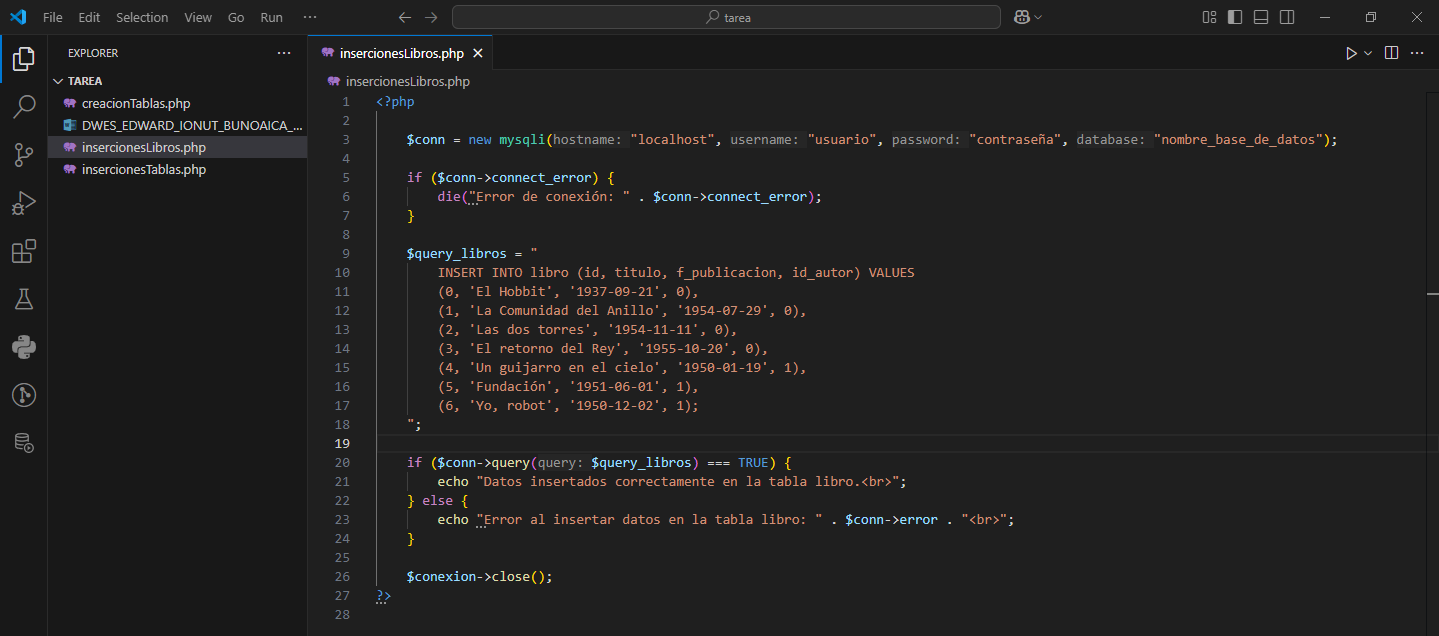 File Edit Selection View Go Run ··· tarea
EXPLORER ···
TAREA
creacionTablas.php
DWES_EDWARD_IONUT_BUNOAICA_...
insercionesLibros.php
insercionesTablas.php
insercionesLibros.php
insercionesLibros.php
1 <?php
2
3 $conn = new mysqli(hostname: "localhost", username: "usuario", password: "contraseña", database: "nombre_base_de_datos");
4
5 if ($conn->connect_error) {
6 die("Error de conexión: " . $conn->connect_error);
7 }
8
9 $query_libros = "
10 INSERT INTO libro (id, titulo, f_publicacion, id_autor) VALUES
11 (0, 'El Hobbit', '1937-09-21', 0),
12 (1, 'La Comunidad del Anillo', '1954-07-29', 0),
13 (2, 'Las dos torres', '1954-11-11', 0),
14 (3, 'El retorno del Rey', '1955-10-20', 0),
15 (4, 'Un guijarro en el cielo', '1950-01-19', 1),
16 (5, 'Fundación', '1951-06-01', 1),
17 (6, 'Yo, robot', '1950-12-02', 1);
18 ";
19
20 if ($conn->query(query: $query_libros) === TRUE) {
21 echo "Datos insertados correctamente en la tabla libro.<br>";
22 } else {
23 echo "Error al insertar datos en la tabla libro: " . $conn->error . "<br>";
24 }
25
26 $conexion->close();
27 ?>
28